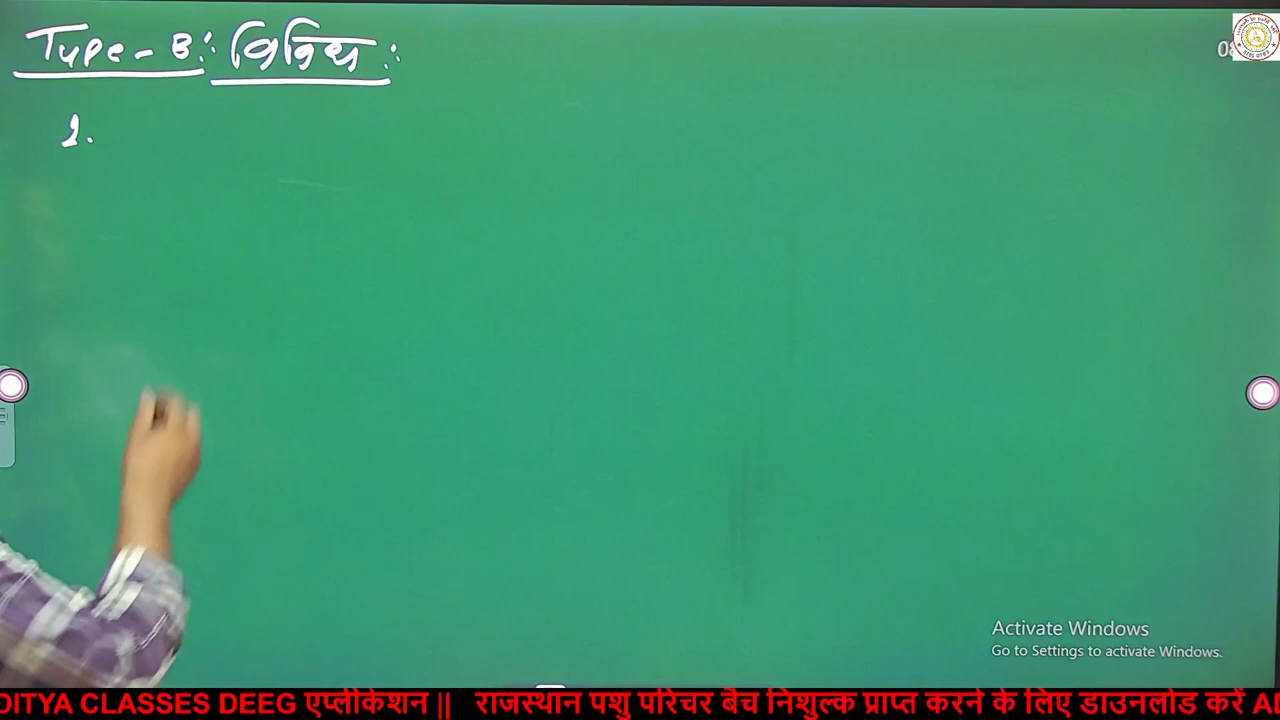 Type - 8 : विविध :
1.
Activate Windows
Go to Settings to activate Windows.
DITYA CLASSES DEEG एप्लीकेशन || राजस्थान पशु परिचर बैच निशुल्क प्राप्त करने के लिए डाउनलोड करें A